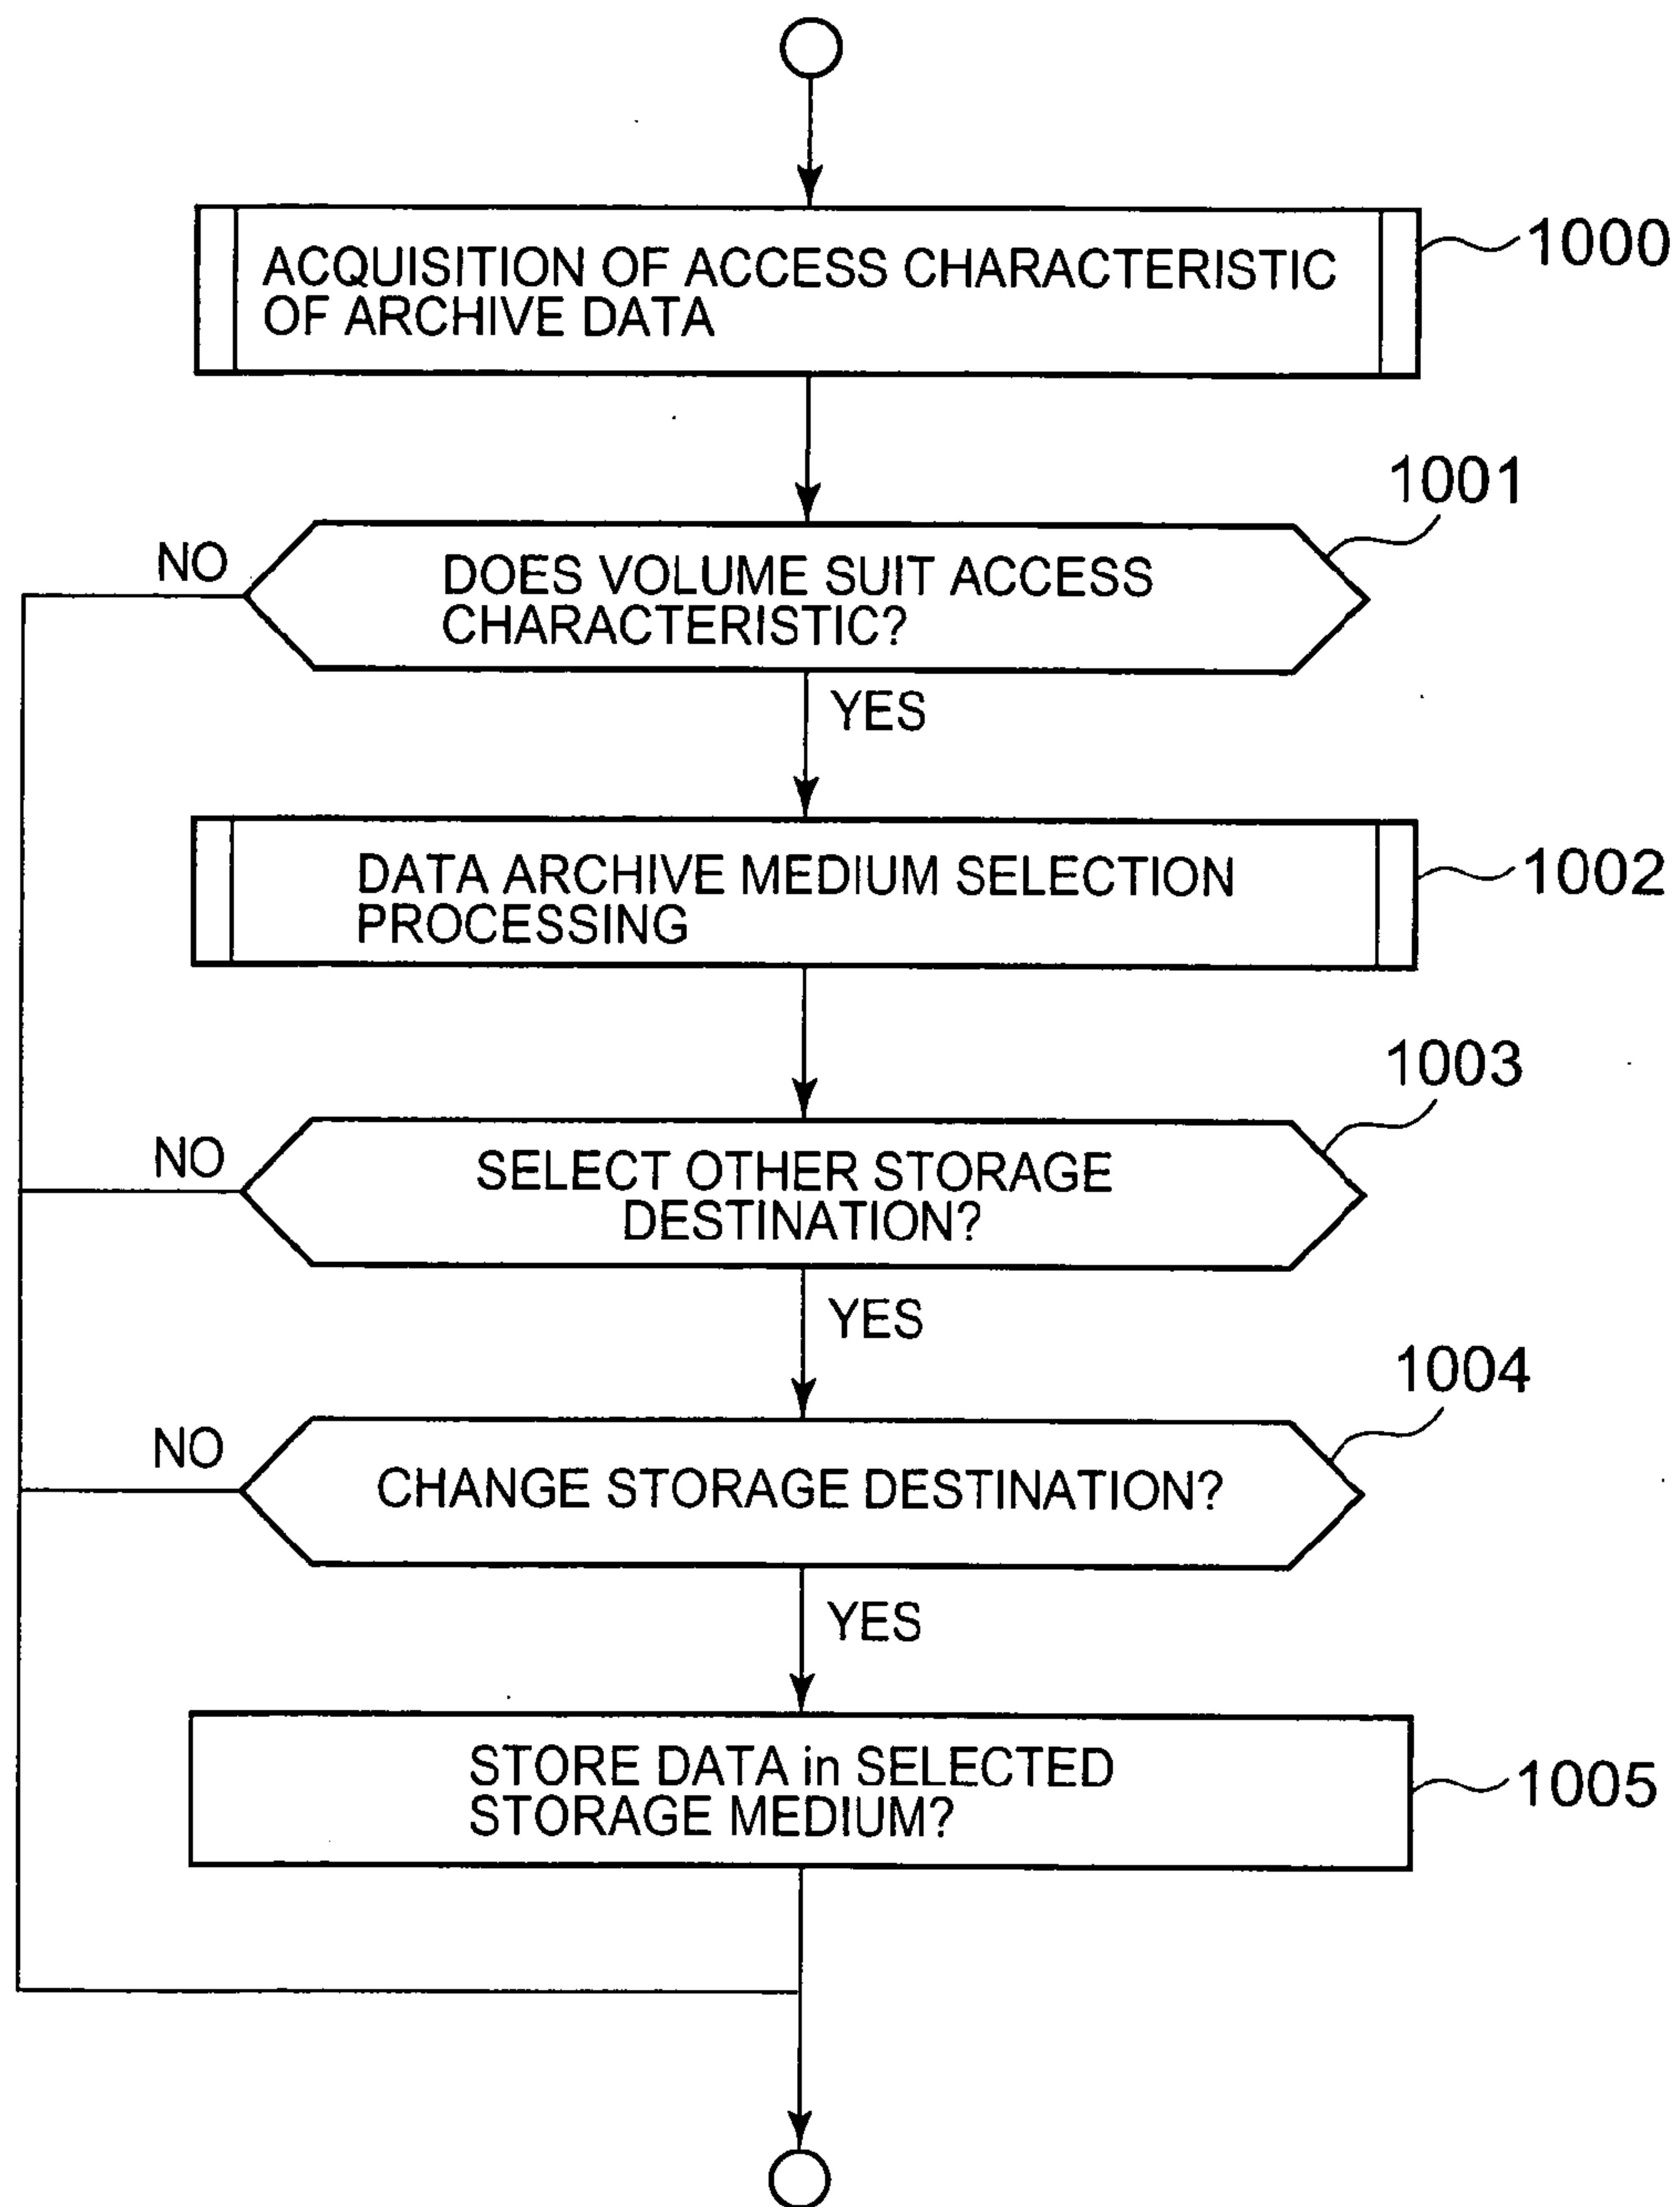 ACQUISITION OF ACCESS CHARACTERISTIC
OF ARCHIVE DATA
1000
1001
NO
DOES VOLUME SUIT ACCESS
CHARACTERISTIC?
YES
DATA ARCHIVE MEDIUM SELECTION
PROCESSING
1002
1003
NO
SELECT OTHER STORAGE
DESTINATION?
YES
1004
NO
CHANGE STORAGE DESTINATION?
YES
STORE DATA in SELECTED
STORAGE MEDIUM?
1005